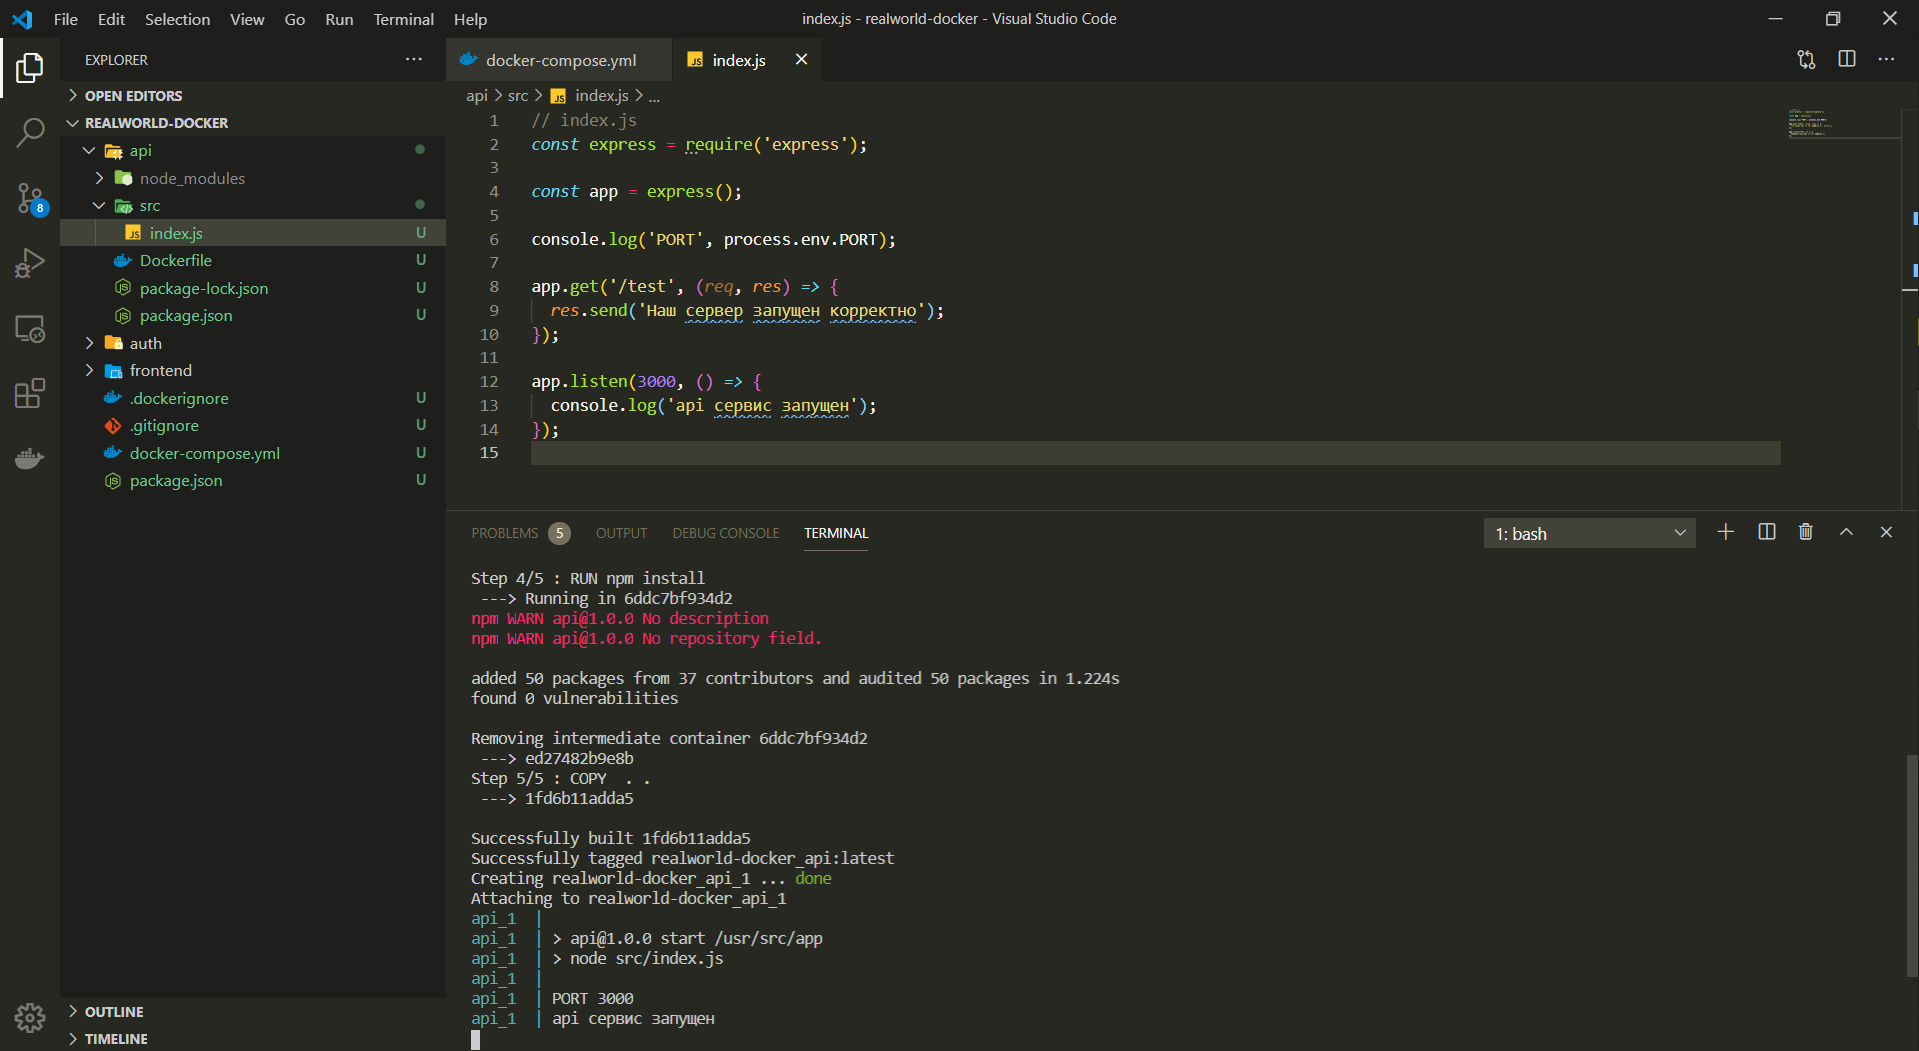 File Edit Selection View Go Run Terminal Help
index.js - realworld-docker - Visual Studio Code
EXPLORER
OPEN EDITORS
REALWORLD-DOCKER
api
node_modules
src
index.js U
Dockerfile U
package-lock.json U
package.json U
auth
frontend
.dockerignore U
.gitignore U
docker-compose.yml U
package.json U
OUTLINE
TIMELINE
8
docker-compose.yml
JS index.js
api > src > JS index.js > ...
1 // index.js
2 const express = require('express');
3
4 const app = express();
5
6 console.log('PORT', process.env.PORT);
7
8 app.get('/test', (req, res) => {
9 res.send('Наш сервер запущен корректно');
10 });
11
12 app.listen(3000, () => {
13 console.log('api сервис запущен');
14 });
15
PROBLEMS 5 OUTPUT DEBUG CONSOLE TERMINAL
1: bash
Step 4/5 : RUN npm install
---> Running in 6ddc7bf934d2
npm WARN api@1.0.0 No description
npm WARN api@1.0.0 No repository field.
added 50 packages from 37 contributors and audited 50 packages in 1.224s
found 0 vulnerabilities
Removing intermediate container 6ddc7bf934d2
---> ed27482b9e8b
Step 5/5 : COPY . .
---> 1fd6b11adda5
Successfully built 1fd6b11adda5
Successfully tagged realworld-docker_api:latest
Creating realworld-docker_api_1 ... done
Attaching to realworld-docker_api_1
api_1 |
api_1 | > api@1.0.0 start /usr/src/app
api_1 | > node src/index.js
api_1 |
api_1 | PORT 3000
api_1 | api сервис запущен